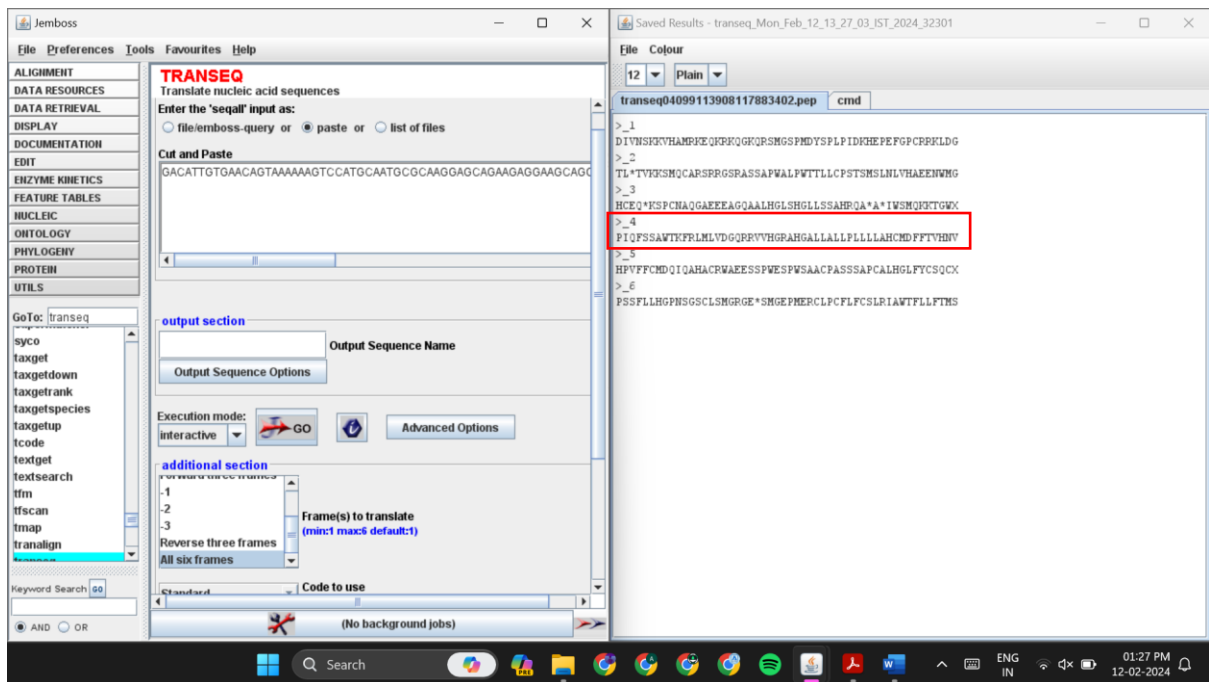 Jemboss
File Preferences Tools Favourites Help
ALIGNMENT
DATA RESOURCES
DATA RETRIEVAL
DISPLAY
DOCUMENTATION
EDIT
ENZYME KINETICS
FEATURE TABLES
NUCLEIC
ONTOLOGY
PHYLOGENY
PROTEIN
UTILS
GoTo: transeq
syco
taxget
taxgetdown
taxgetrank
taxgetspecies
taxgetup
tcode
textget
textsearch
tfm
tfscan
tmap
tranalign
transeq
Keyword Search GO
AND OR
TRANSEQ
Translate nucleic acid sequences
Enter the 'seqall' input as:
file/emboss-query or paste or list of files
Cut and Paste
GACATTGTGAACAGTAAAAAAGTCCATGCAATGCGCAAGGAGCAGAAGAGGAAGCAGG
output section
Output Sequence Name
Output Sequence Options
Execution mode:
interactive GO Advanced Options
additional section
Forward three frames
-1
-2
-3
Reverse three frames
All six frames
Frame(s) to translate
(min:1 max:6 default:1)
Standard Code to use
(No background jobs)
Saved Results - transeq_Mon_Feb_12_13_27_03_IST_2024_32301
File Colour
12 Plain
transeq04099113908117883402.pep cmd
>_1
DIVNSKKVHAMRKEQKRKQGKQRSMGSPMDYSPLPIDKHEPEFGPCRRKLDG
>_2
TL*TVKKSMQCARSRRGSRASSAPWALPWTTLLCPSTSMSLNLVHAEENWMG
>_3
HCEQ*KSPCNAQGAEEEAGQAALHGLSHGLLSSAHRQA*A*IWSMQKKTGWX
>_4
PIQFSSAWTKFRLMLVDGQRRVVHGRAHGALLALLPLLLLAHCMDFFTVHNV
>_5
HPVFFCMDQIQAHACRWAEESSPWESPWSAACPASSSAPCALHGLFYCSQCX
>_6
PSSFLLHGPNSGSCLSMGRGE*SMGEPMERCLPCFLFCSLRIAWTFLLFTMS
Search
ENG
IN
01:27 PM
12-02-2024